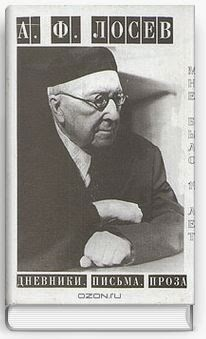 А. Ф. ЛОСЕВ
МНЕ БЫЛО 19 ЛЕТ
ДНЕВНИКИ. ПИСЬМА. ПРОЗА
OZON.RU